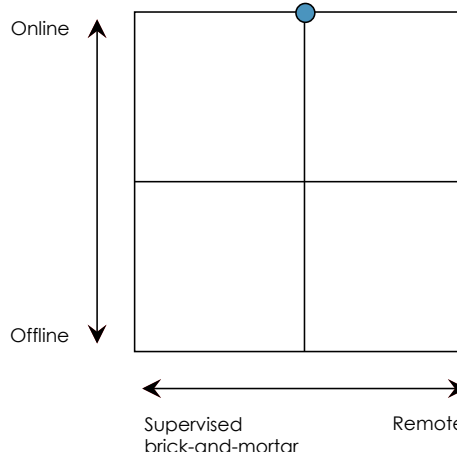 Online
Offline
Supervised
brick-and-mortar
Remote